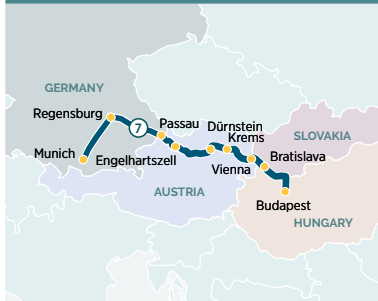 GERMANY
Regensburg
7
Passau
Dürnstein
Krems
SLOVAKIA
Munich
Engelhartszell
Bratislava
Vienna
AUSTRIA
Budapest
HUNGARY